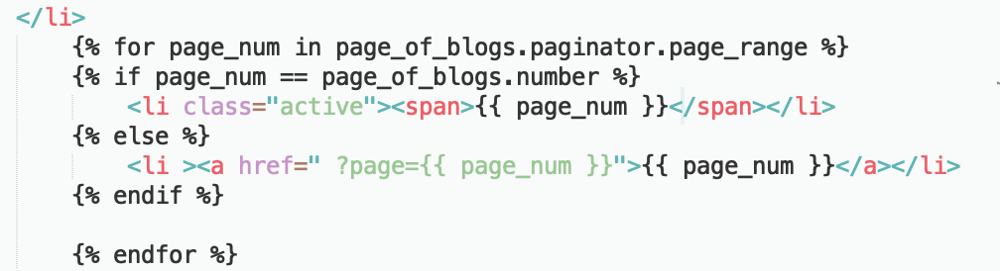 </li>
{% for page_num in page_of_blogs.paginator.page_range %}
{% if page_num == page_of_blogs.number %}
<li class="active"><span>{{ page_num }}</span></li>
{% else %}
<li ><a href=" ?page={{ page_num }}">{{ page_num }}</a></li>
{% endif %}
{% endfor %}